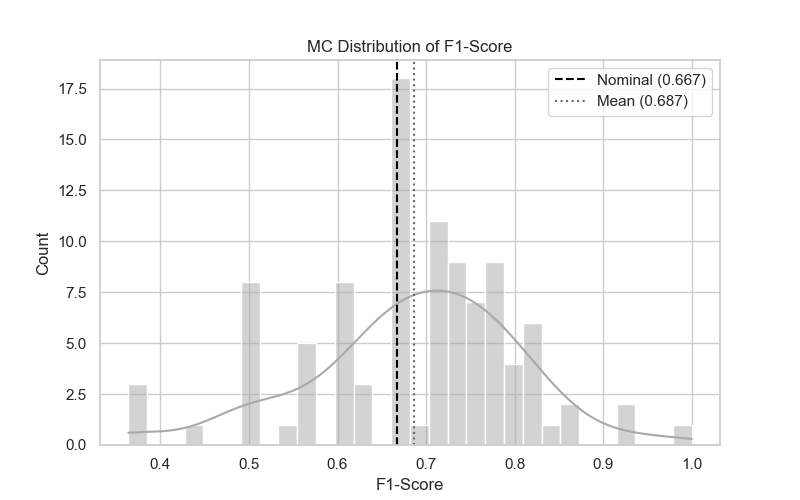 MC Distribution of F1-Score
Nominal (0.667)
Mean (0.687)
17.5
15.0
12.5
10.0
7.5
5.0
2.5
0.0
Count
0.4 0.5 0.6 0.7 0.8 0.9 1.0
F1-Score